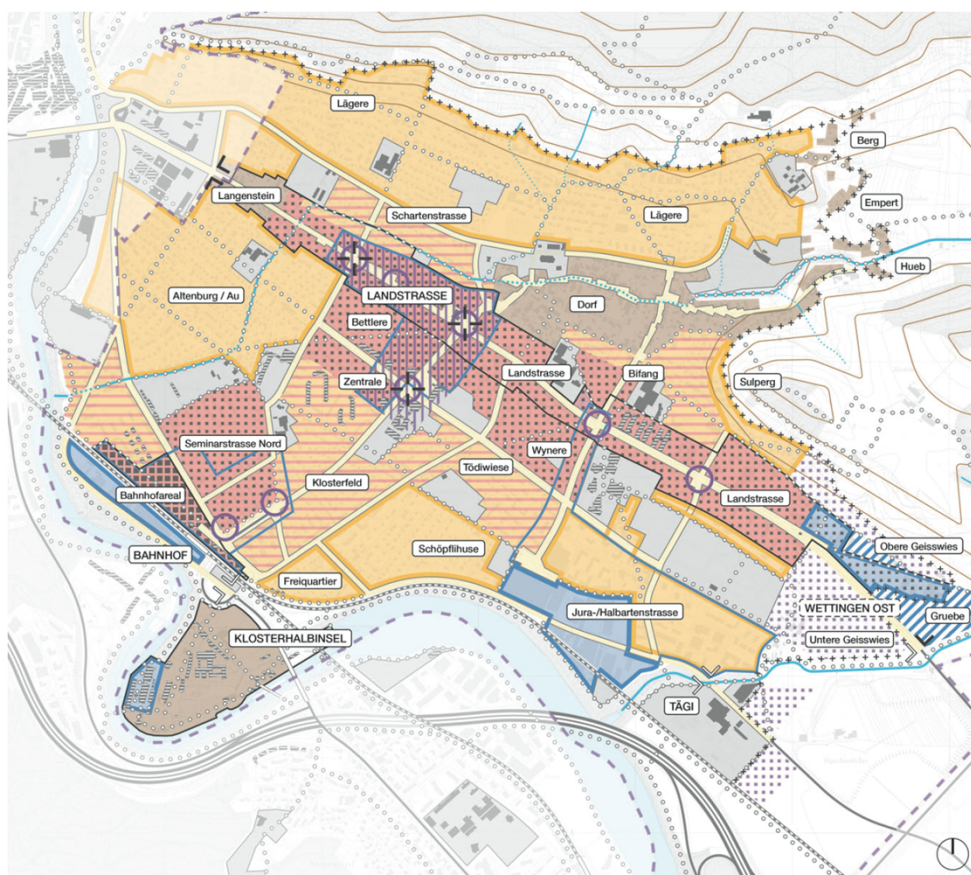 Lägere
Berg
Empert
Langenstein
Schartenstrasse
Lägere
Hueb
Altenburg / Au
LANDSTRASSE
Dorf
Bettlere
Landstrasse
Bifang
Zentrale
Sulperg
Seminarstrasse Nord
Wynere
Tödiwiese
Klosterfeld
Bahnhofareal
Landstrasse
Obere Geisswies
BAHNHOF
Schöpflihuse
Freiquartier
Jura-/Halbartenstrasse
WETTINGEN OST
Gruebe
KLOSTERHALBINSEL
Untere Geisswies
TÄGI